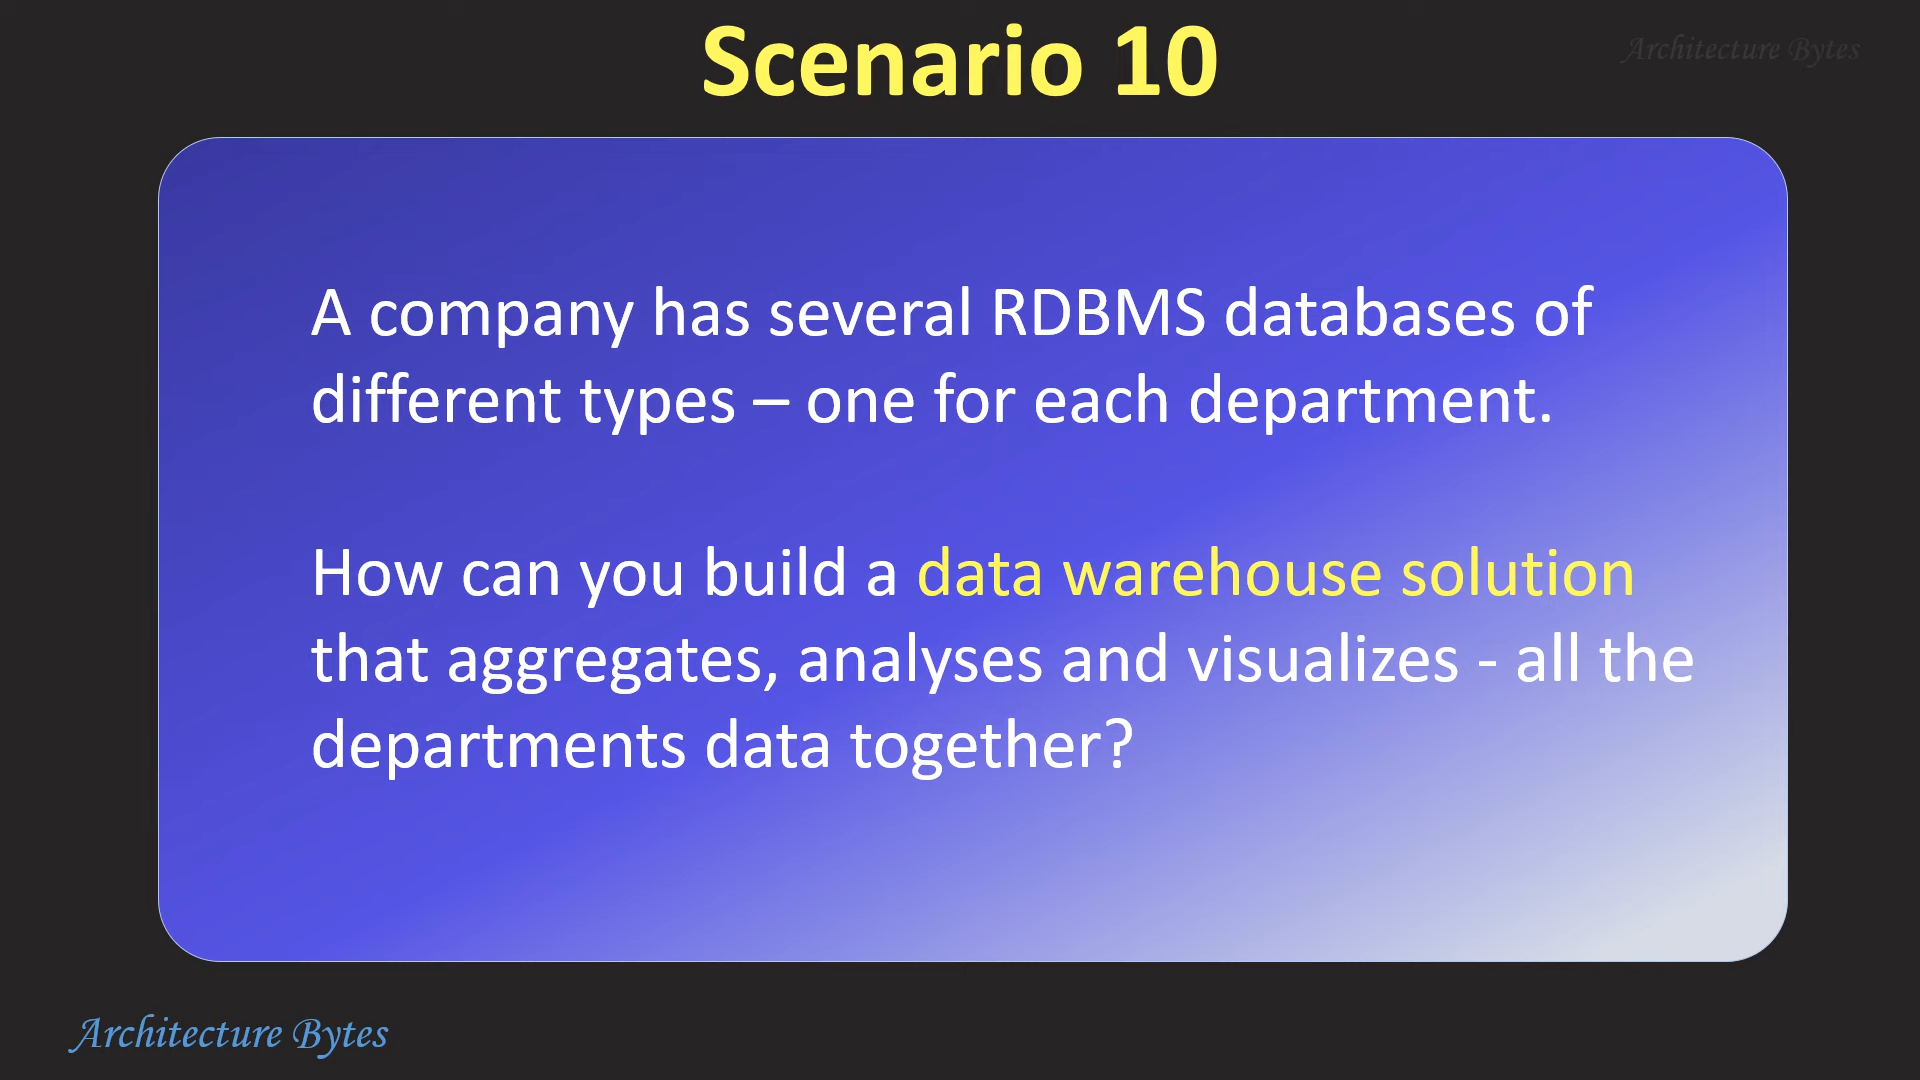 Scenario 10
Architecture Bytes
A company has several RDBMS databases of
different types – one for each department.
How can you build a data warehouse solution
that aggregates, analyses and visualizes - all the
departments data together?
Architecture Bytes